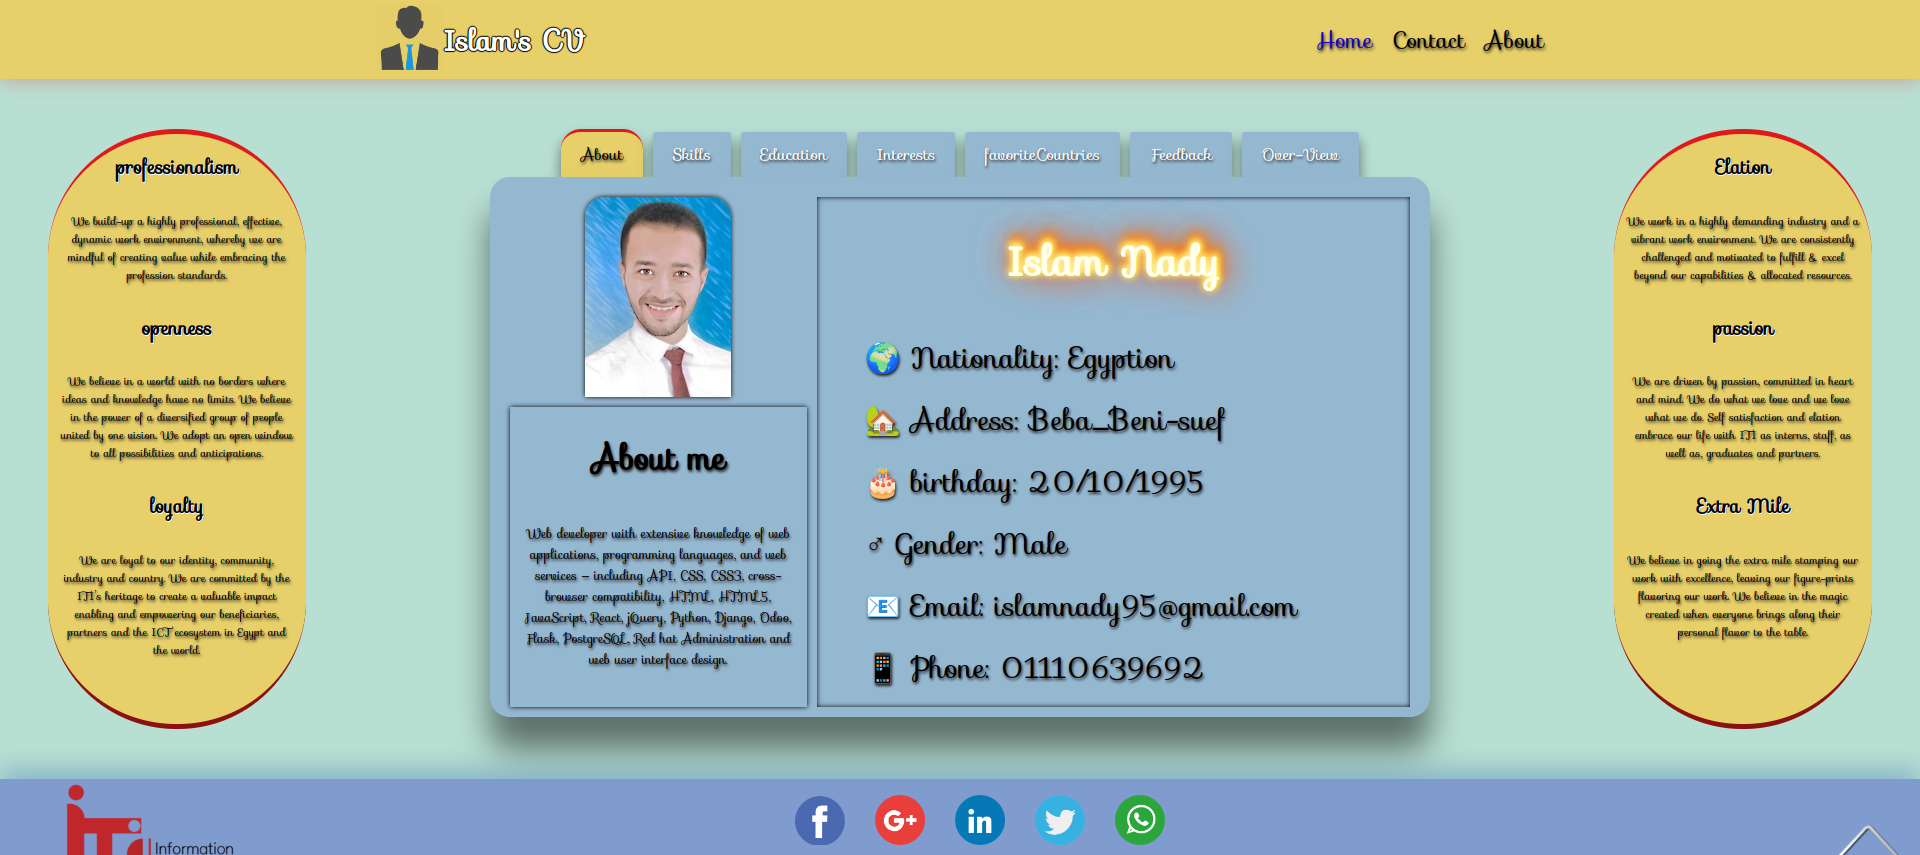 Islam's CV
Home Contact About
professionalism
We build-up a highly professional, effective,
dynamic work environment, whereby we are
mindful of creating value while embracing the
profession standards.
openness
We believe in a world with no borders where
ideas and knowledge have no limits. We believe
in the power of a diversified group of people
united by one vision. We adopt an open window
to all possibilities and anticipations.
loyalty
We are loyal to our identity, community,
industry and country. We are committed by the
ITI's heritage to create a valuable impact
enabling and empowering our beneficiaries,
partners and the ICT ecosystem in Egypt and
the world.
About Skills Education Interests favoriteCountries Feedback Over-View
About me
Web developer with extensive knowledge of web
applications, programming languages, and web
services – including API, CSS, CSS3, cross-
browser compatibility, HTML, HTML5,
JavaScript, React, jQuery, Python, Django, Odoo,
Flask, PostgreSQL, Red hat Administration and
web user interface design.
Islam Nady
Nationality: Egyption
Address: Beba_Beni-suef
birthday: 20/10/1995
♂ Gender: Male
Email: islamnady95@gmail.com
Phone: 01110639692
Elation
We work in a highly demanding industry and a
vibrant work environment. We are consistently
challenged and motivated to fulfill & excel
beyond our capabilities & allocated resources.
passion
We are driven by passion, committed in heart
and mind. We do what we love and we love
what we do. Self satisfaction and elation
embrace our life with ITI as interns, staff, as
well as, graduates and partners.
Extra Mile
We believe in going the extra mile stamping our
work with excellence, leaving our figure-prints
flavoring our work. We believe in the magic
created when everyone brings along their
personal flavor to the table.
iTi
Information
f G+ in